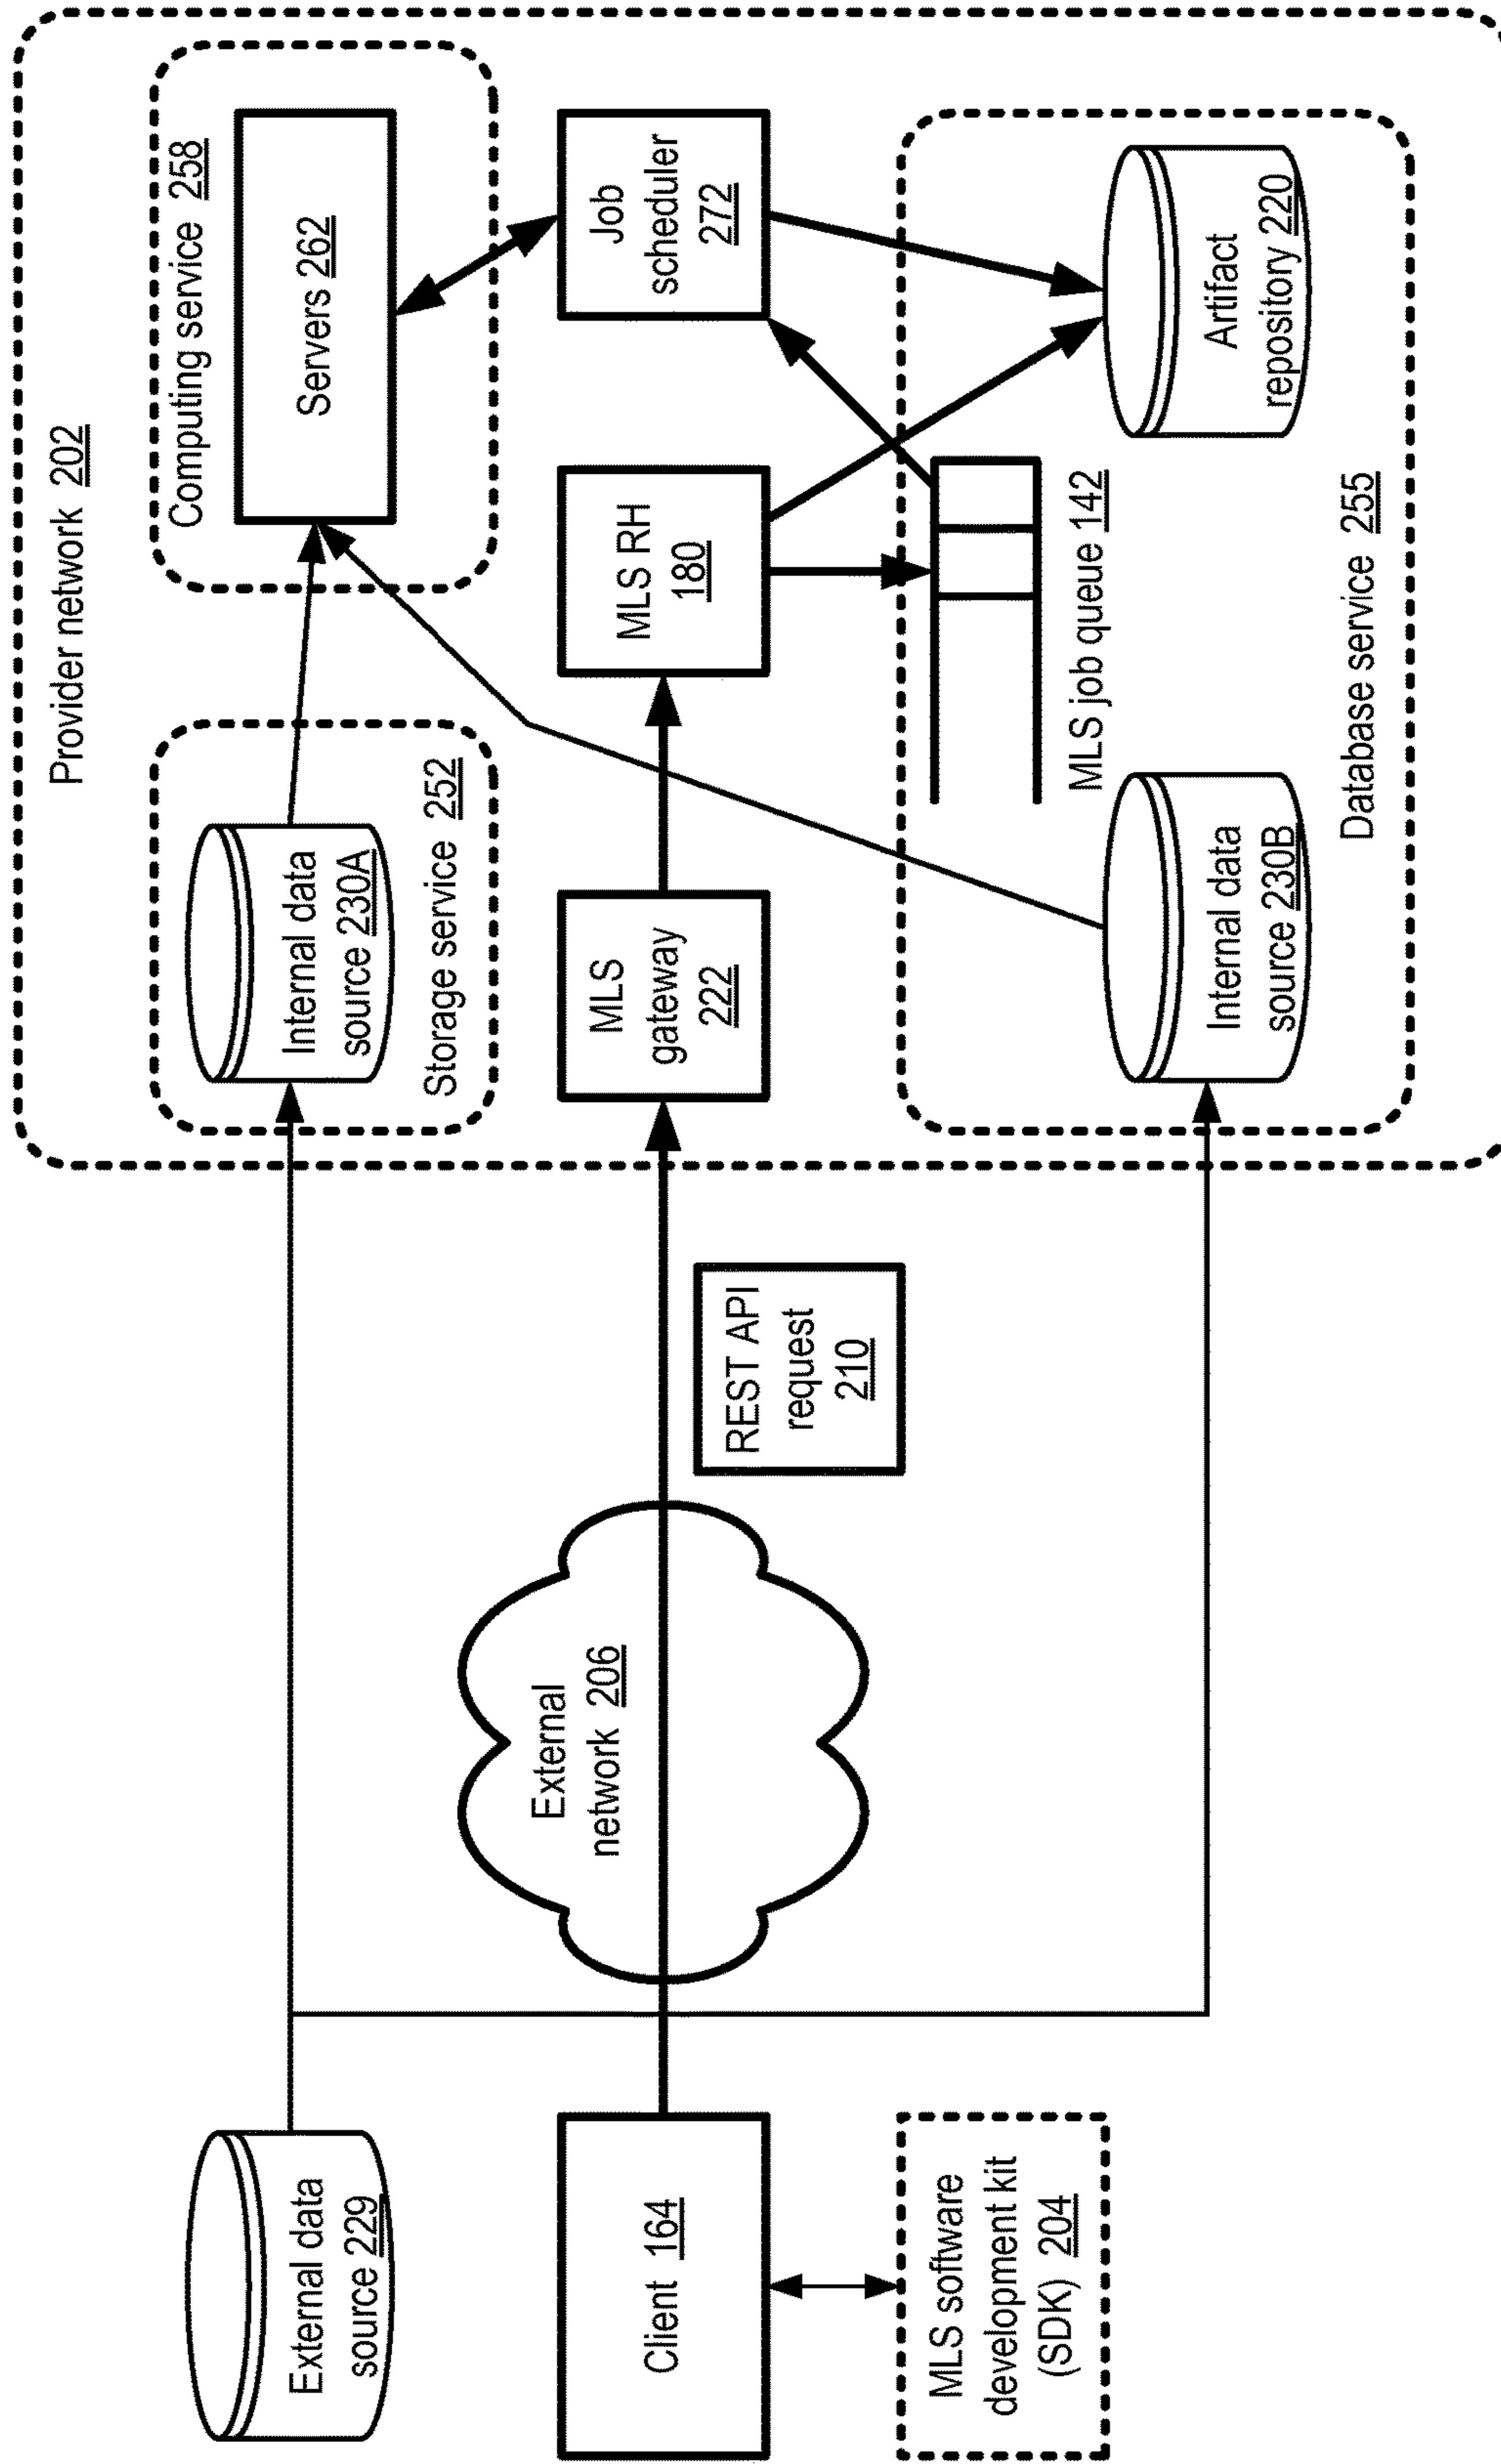 Provider network 202
Computing service 258
Servers 262
Internal data
source 230A
Storage service 252
External data
source 229
Job
scheduler
272
MLS RH
180
MLS
gateway
222
External
network 206
REST API
request
210
Client 164
MLS software
development kit
(SDK) 204
MLS job queue 142
Artifact
repository 220
Internal data
source 230B
Database service 255